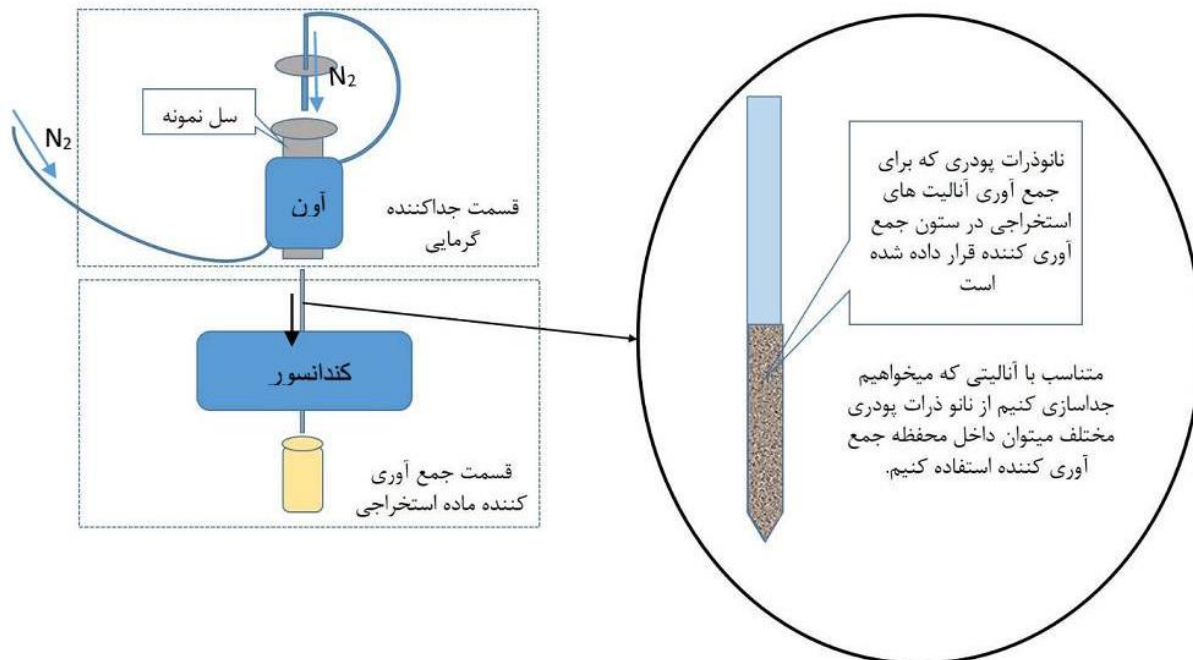 N2
N2
سل نمونه
آون
قسمت جداکننده
گرمایی
کندانسور
قسمت جمع آوری
کننده ماده استخراجی
نانوذرات پودری که برای
جمع آوری آنالیت های
استخراجی در ستون جمع
آوری کننده قرار داده شده
است
متناسب با آنالیتی که میخواهیم
جداسازی کنیم از نانو ذرات پودری
مختلف میتوان داخل محفظه جمع
آوری کننده استفاده کنیم.